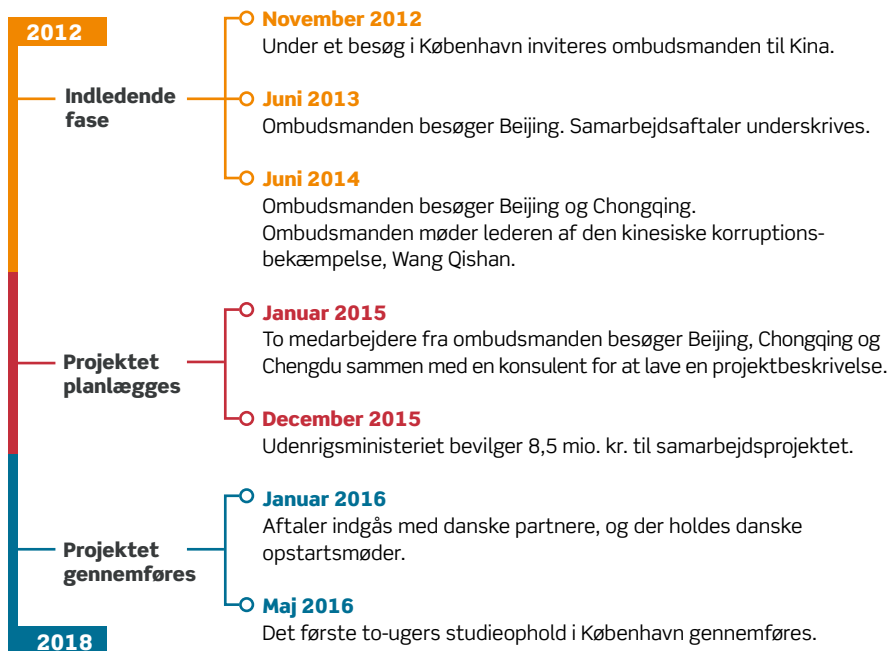 2012
Indledende
fase
November 2012
Under et besøg i København inviteres ombudsmanden til Kina.
Juni 2013
Ombudsmanden besøger Beijing. Samarbejdsaftaler underskrives.
Juni 2014
Ombudsmanden besøger Beijing og Chongqing.
Ombudsmanden møder lederen af den kinesiske korruptions-
bekæmpelse, Wang Qishan.
Projektet
planlægges
Januar 2015
To medarbejdere fra ombudsmanden besøger Beijing, Chongqing og
Chengdu sammen med en konsulent for at lave en projektbeskrivelse.
December 2015
Udenrigsministeriet bevilger 8,5 mio. kr. til samarbejdsprojektet.
Projektet
gennemføres
Januar 2016
Aftaler indgås med danske partnere, og der holdes danske
opstartsmøder.
Maj 2016
Det første to-ugers studieophold i København gennemføres.
2018